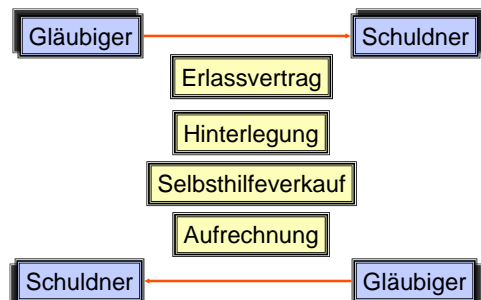 Gläubiger Schuldner
Erlassvertrag
Hinterlegung
Selbsthilfeverkauf
Aufrechnung
Schuldner Gläubiger